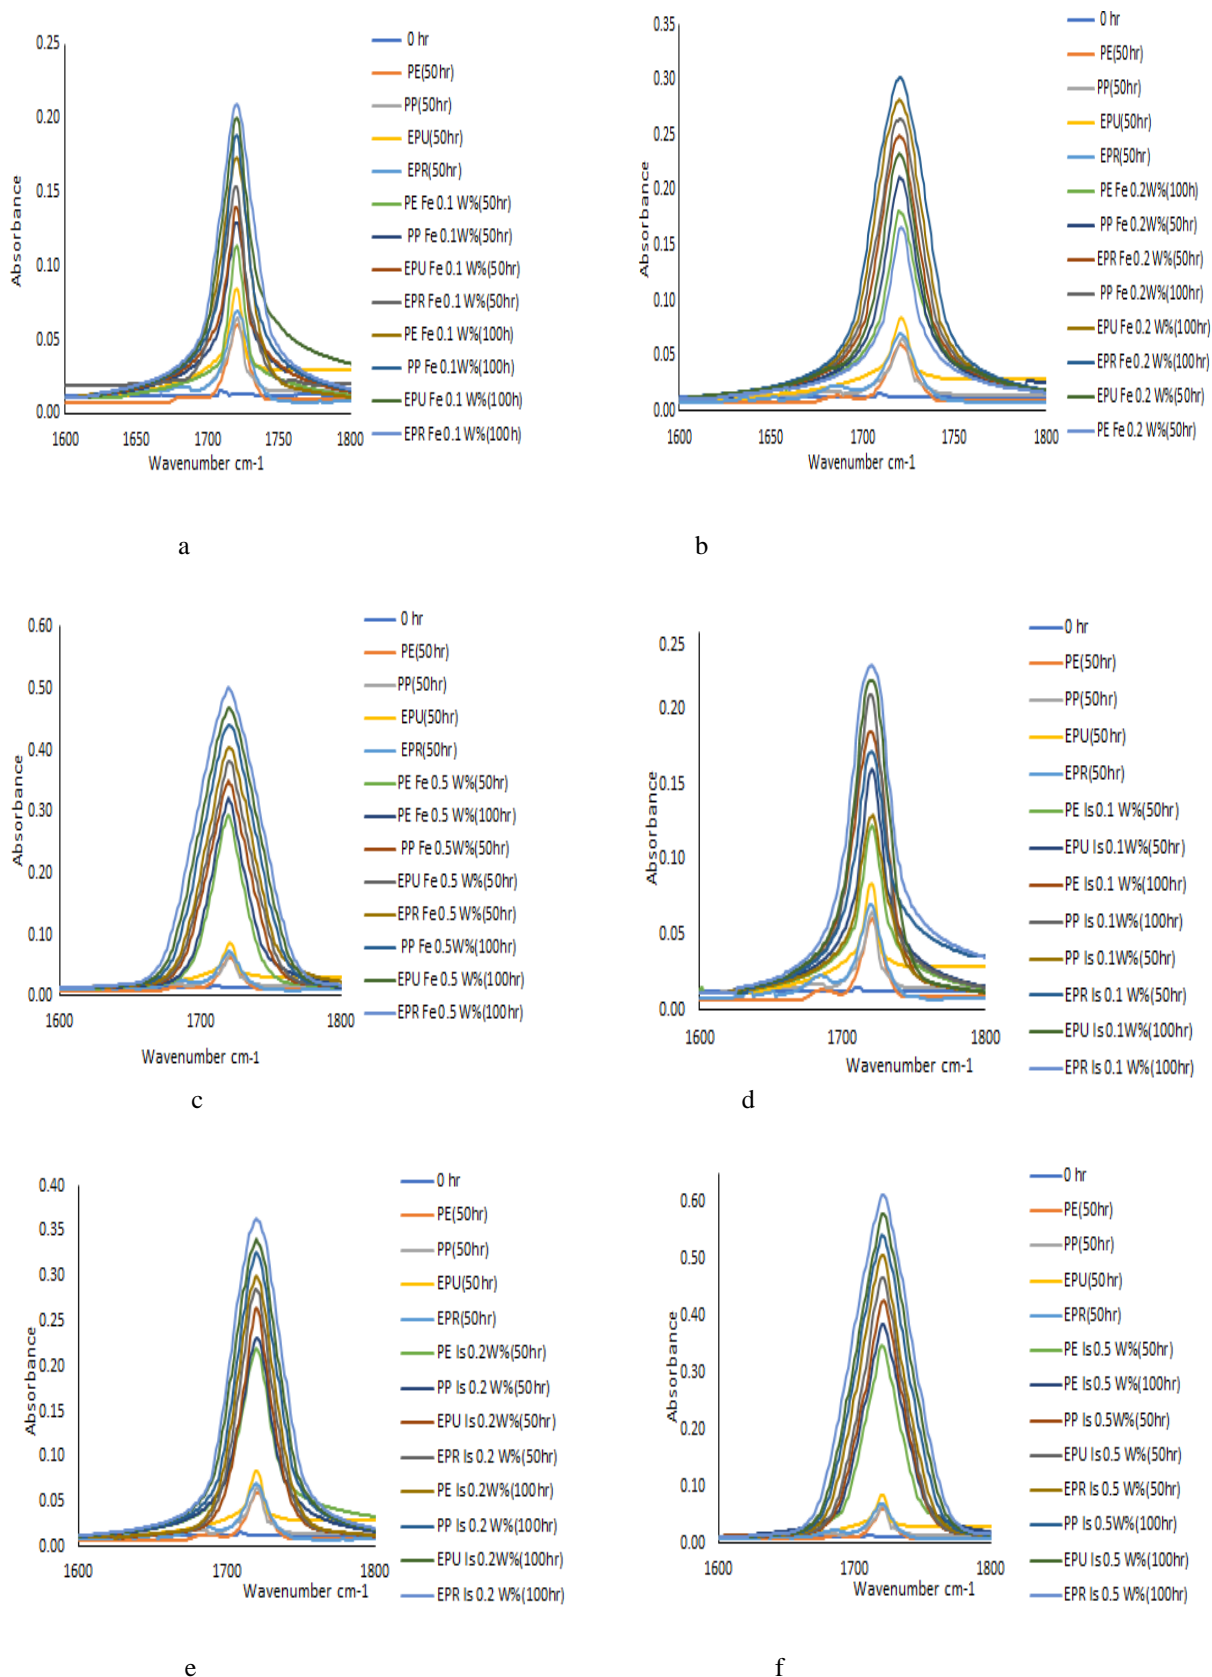 0.25
0.20
0.15
0.10
0.05
0.00
1600
1650
1700
1750
1800
Absorbance
Wavenumber cm-1
0 hr
PE(50hr)
PP(50hr)
EPU(50hr)
EPR(50hr)
PE Fe 0.1 W%(50hr)
PP Fe 0.1W%(50hr)
EPU Fe 0.1 W%(50hr)
EPR Fe 0.1 W%(50hr)
PE Fe 0.1 W%(100h)
PP Fe 0.1W%(100h)
EPU Fe 0.1 W%(100h)
EPR Fe 0.1 W%(100h)
a
0.35
0.30
0.25
0.20
0.15
0.10
0.05
0.00
1600
1650
1700
1750
1800
Absorbance
Wavenumber cm-1
0 hr
PE(50hr)
PP(50hr)
EPU(50hr)
EPR(50hr)
PE Fe 0.2W%(100h)
PP Fe 0.2W%(50hr)
EPR Fe 0.2 W%(50hr)
PP Fe 0.2W%(100hr)
EPU Fe 0.2 W%(100hr)
EPR Fe 0.2 W%(100hr)
EPU Fe 0.2 W%(50hr)
PE Fe 0.2 W%(50hr)
b
0.60
0.50
0.40
0.30
0.20
0.10
0.00
1600
1700
1800
Absorbance
Wavenumber cm-1
0 hr
PE(50hr)
PP(50hr)
EPU(50hr)
EPR(50hr)
PE Fe 0.5 W%(50hr)
PE Fe 0.5 W%(100hr)
PP Fe 0.5W%(50hr)
EPU Fe 0.5 W%(50hr)
EPR Fe 0.5 W%(50hr)
PP Fe 0.5W%(100hr)
EPU Fe 0.5 W%(100hr)
EPR Fe 0.5 W%(100hr)
c
0.25
0.20
0.15
0.10
0.05
0.00
1600
1700
1800
Absorbance
Wavenumber cm-1
0 hr
PE(50hr)
PP(50hr)
EPU(50hr)
EPR(50hr)
PE Is 0.1 W%(50hr)
EPU Is 0.1W%(50hr)
PE Is 0.1 W%(100hr)
PP Is 0.1W%(100hr)
PP Is 0.1W%(50hr)
EPR Is 0.1 W%(50hr)
EPU Is 0.1W%(100hr)
EPR Is 0.1 W%(100hr)
d
0.40
0.35
0.30
0.25
0.20
0.15
0.10
0.05
0.00
1600
1700
1800
Absorbance
Wavenumber cm-1
0 hr
PE(50hr)
PP(50hr)
EPU(50hr)
EPR(50hr)
PE Is 0.2W%(50hr)
PP Is 0.2 W%(50hr)
EPU Is 0.2W%(50hr)
EPR Is 0.2 W%(50hr)
PE Is 0.2W%(100hr)
PP Is 0.2 W%(100hr)
EPU Is 0.2W%(100hr)
EPR Is 0.2 W%(100hr)
e
0.60
0.50
0.40
0.30
0.20
0.10
0.00
1600
1700
1800
Absorbance
Wavenumber cm-1
0 hr
PE(50hr)
PP(50hr)
EPU(50hr)
EPR(50hr)
PE Is 0.5 W%(50hr)
PE Is 0.5 W%(100hr)
PP Is 0.5W%(50hr)
EPU Is 0.5 W%(50hr)
EPR Is 0.5 W%(50hr)
PP Is 0.5W%(100hr)
EPU Is 0.5 W%(100hr)
EPR Is 0.5 W%(100hr)
f